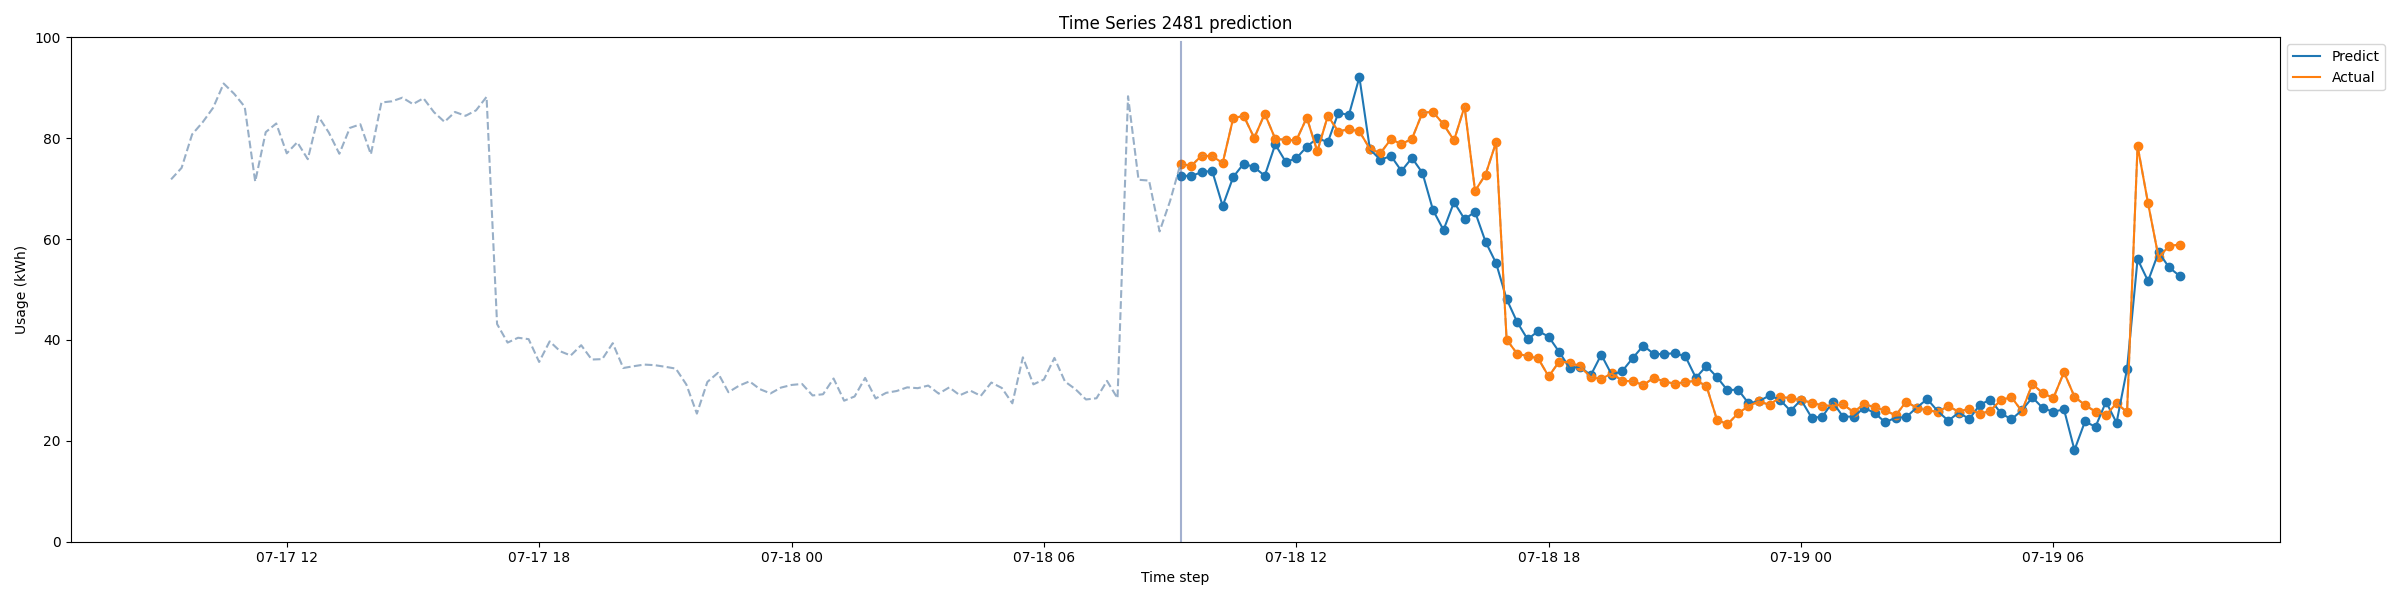 Time Series 2481 prediction
Predict
Actual
100
80
60
40
20
0
Usage (kWh)
07-17 12
07-17 18
07-18 00
07-18 06
07-18 12
07-18 18
07-19 00
07-19 06
Time step